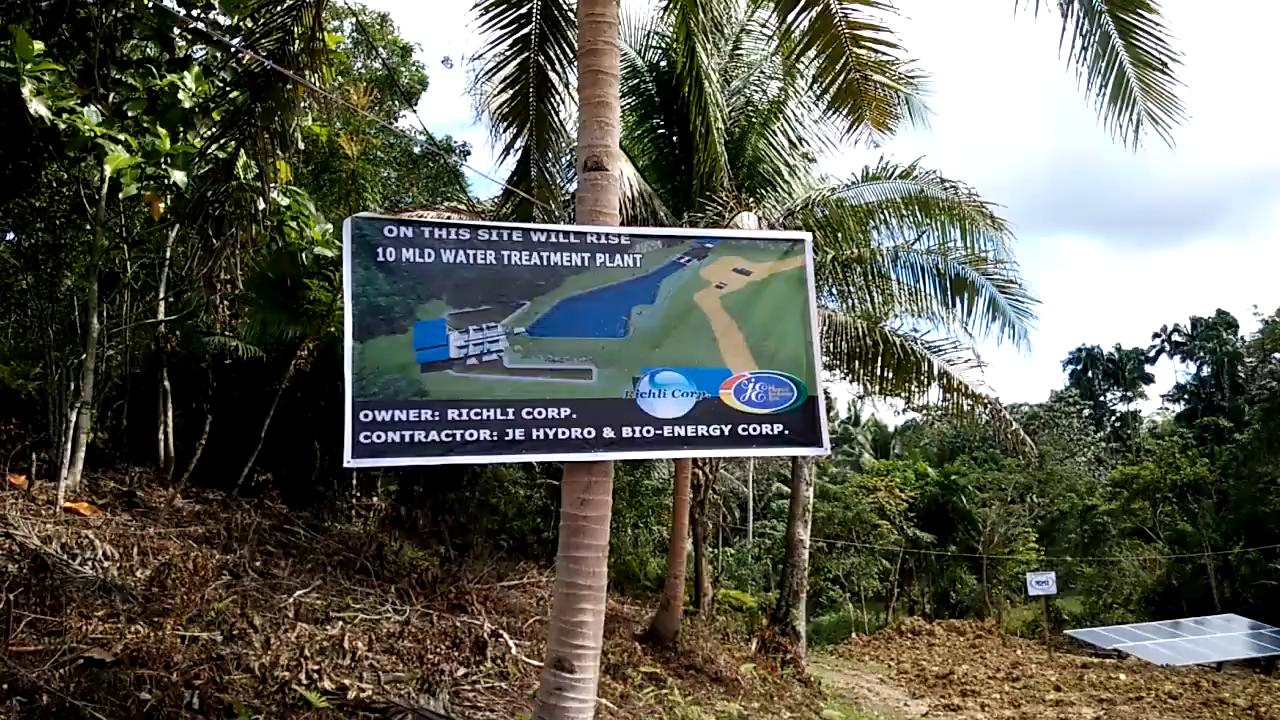 ON THIS SITE WILL RISE
10 MLD WATER TREATMENT PLANT
Richli Corp.
JE
OWNER: RICHLI CORP.
CONTRACTOR: JE HYDRO & BIO-ENERGY CORP.